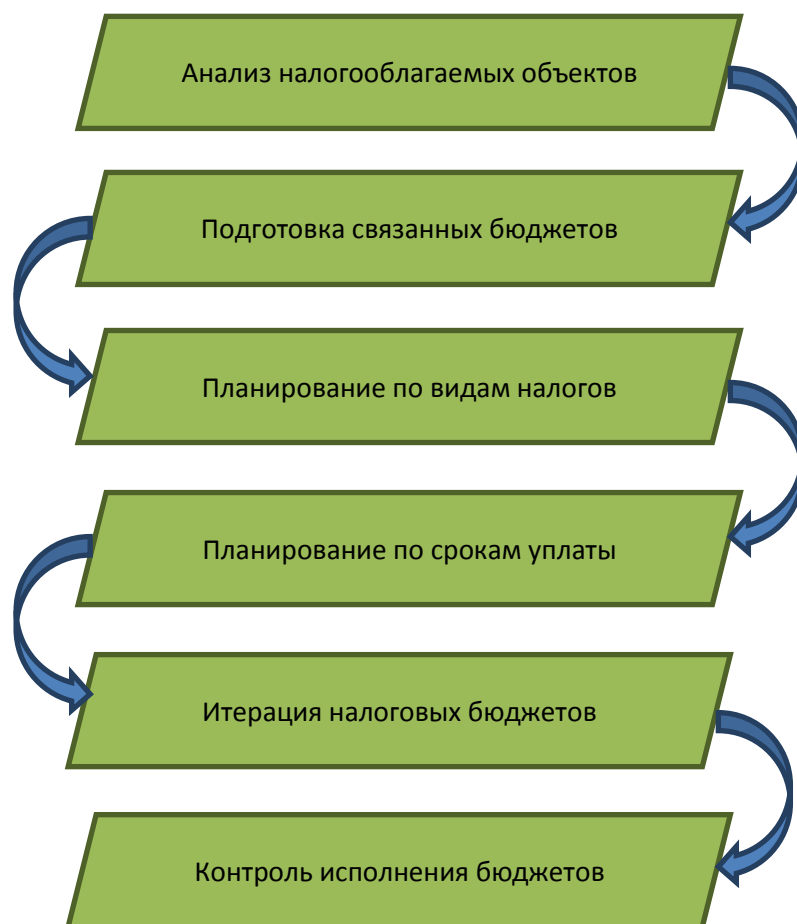 Анализ налогооблагаемых объектов
Подготовка связанных бюджетов
Планирование по видам налогов
Планирование по срокам уплаты
Итерация налоговых бюджетов
Контроль исполнения бюджетов